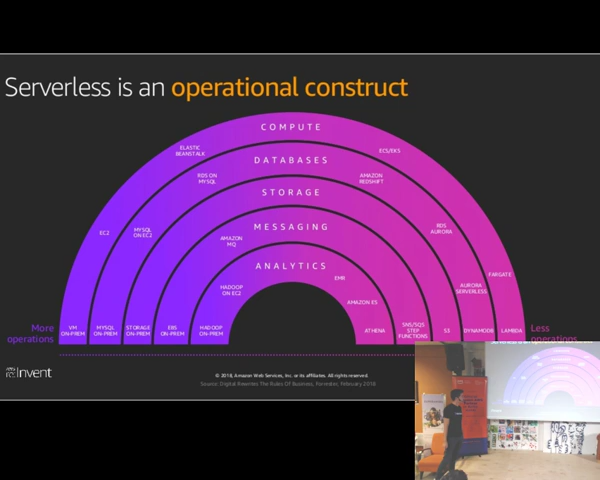 Serverless is an operational construct
COMPUTE
ELASTIC
BEANSTALK
ECS/EKS
DATABASES
RDS ON
MYSQL
AMAZON
REDSHIFT
STORAGE
EC2
MYSQL
ON EC2
RDS
AURORA
MESSAGING
AMAZON
MQ
ANALYTICS
FARGATE
HADOOP
ON EC2
EMR
AURORA
SERVERLESS
AMAZON ES
More
operations
VM
ON-PREM
MYSQL
ON-PREM
STORAGE
ON-PREM
ESB
ON-PREM
HADOOP
ON-PREM
ATHENA
SNS/SQS
STEP
FUNCTIONS
S3
DYNAMODB
LAMBDA
Less
operations
re:Invent
© 2018, Amazon Web Services, Inc. or its affiliates. All rights reserved.
Source: Digital Rewrites The Rules Of Business, Forrester, February 2018